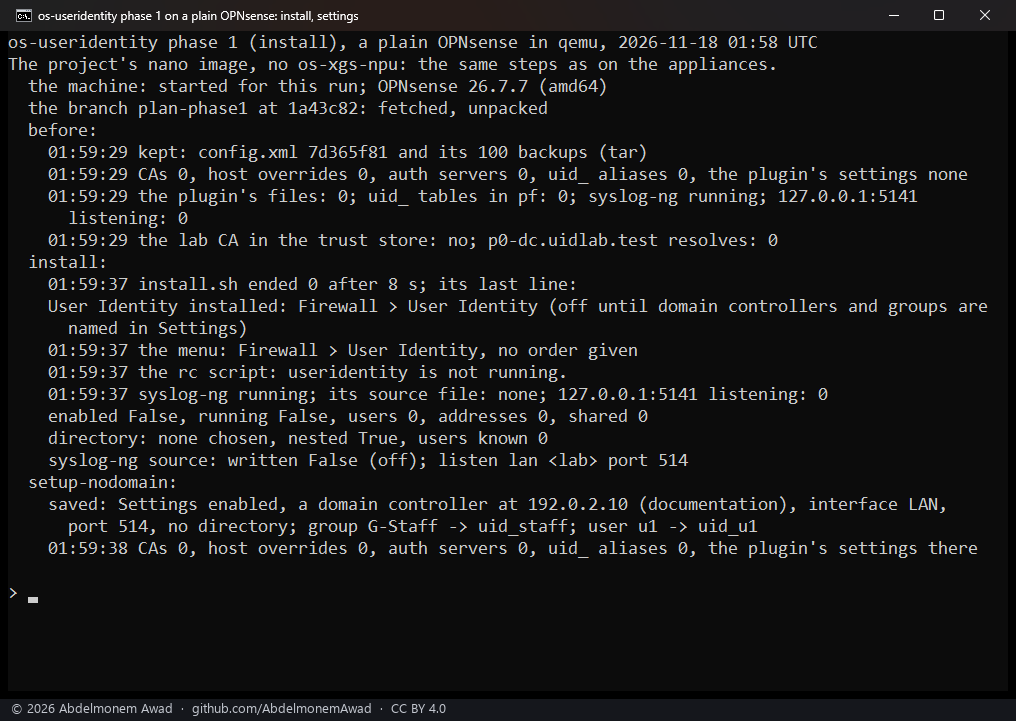 os-useridentity phase 1 on a plain OPNsense: install, settings
os-useridentity phase 1 (install), a plain OPNsense in qemu, 2026-11-18 01:58 UTC
The project's nano image, no os-xgs-npu: the same steps as on the appliances.
the machine: started for this run; OPNsense 26.7.7 (amd64)
the branch plan-phase1 at 1a43c82: fetched, unpacked
before:
01:59:29 kept: config.xml 7d365f81 and its 100 backups (tar)
01:59:29 CAs 0, host overrides 0, auth servers 0, uid_ aliases 0, the plugin's settings none
01:59:29 the plugin's files: 0; uid_ tables in pf: 0; syslog-ng running; 127.0.0.1:5141
listening: 0
01:59:29 the lab CA in the trust store: no; p0-dc.uidlab.test resolves: 0
install:
01:59:37 install.sh ended 0 after 8 s; its last line:
User Identity installed: Firewall > User Identity (off until domain controllers and groups are
named in Settings)
01:59:37 the menu: Firewall > User Identity, no order given
01:59:37 the rc script: useridentity is not running.
01:59:37 syslog-ng running; its source file: none; 127.0.0.1:5141 listening: 0
enabled False, running False, users 0, addresses 0, shared 0
directory: none chosen, nested True, users known 0
syslog-ng source: written False (off); listen lan <lab> port 514
setup-nodomain:
saved: Settings enabled, a domain controller at 192.0.2.10 (documentation), interface LAN,
port 514, no directory; group G-Staff -> uid_staff; user u1 -> uid_u1
01:59:38 CAs 0, host overrides 0, auth servers 0, uid_ aliases 0, the plugin's settings there
>
© 2026 Abdelmonem Awad · github.com/AbdelmonemAwad · CC BY 4.0